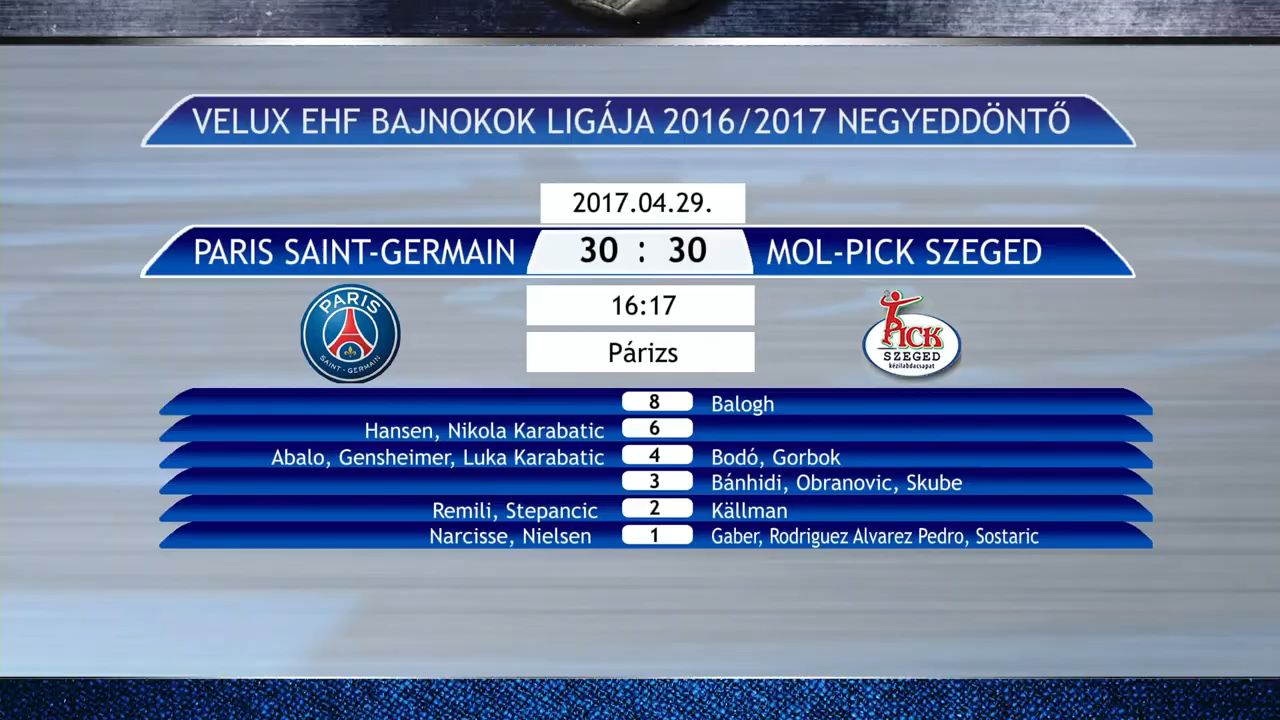 VELUX EHF BAJNOKOK LIGÁJA 2016/2017 NEGYEDDÖNTŐ
2017.04.29.
PARIS SAINT-GERMAIN 30 : 30 MOL-PICK SZEGED
16:17
Párizs
PARIS
SAINT-GERMAIN
PICK
SZEGED
kézilabdacsapat
8 Balogh
Hansen, Nikola Karabatic 6
Abalo, Gensheimer, Luka Karabatic 4 Bodó, Gorbok
3 Bánhidi, Obranovic, Skube
Remili, Stepancic 2 Källman
Narcisse, Nielsen 1 Gaber, Rodriguez Alvarez Pedro, Sostaric